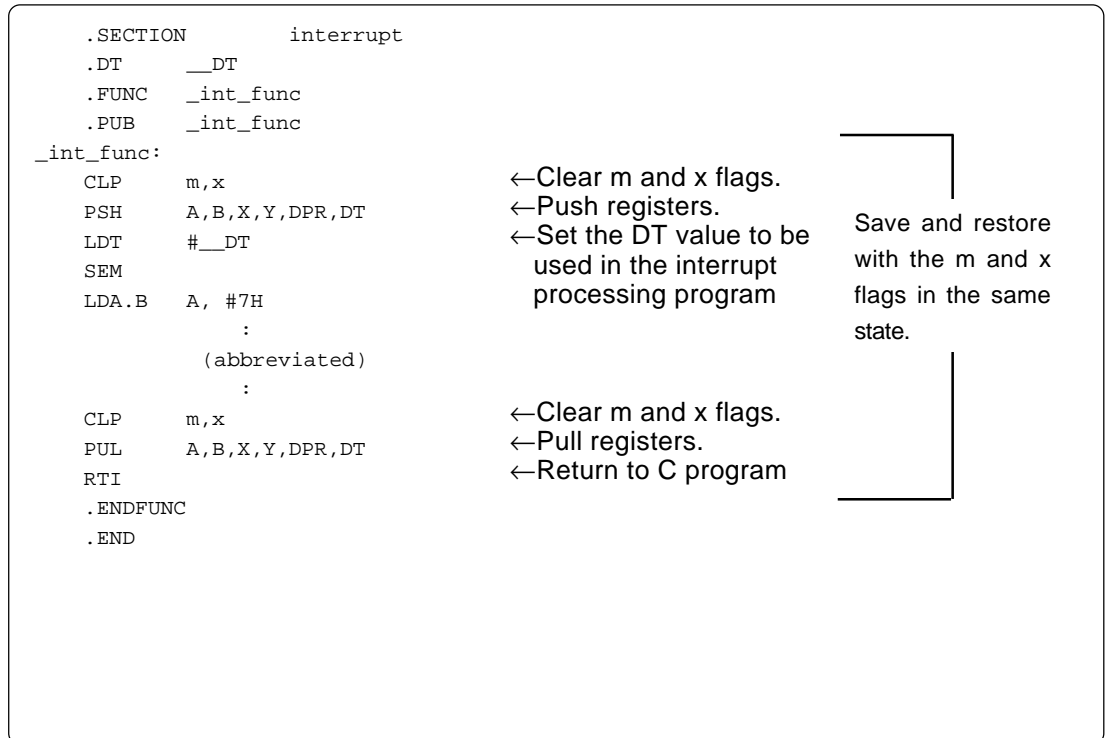 .SECTION interrupt
.DT __DT
.FUNC _int_func
.PUB _int_func
_int_func:
CLP m,x ←Clear m and x flags.
PSH A,B,X,Y,DPR,DT ←Push registers.
LDT #__DT ←Set the DT value to be
used in the interrupt
SEM
processing program
LDA.B A, #7H
:
(abbreviated)
:
CLP m,x ←Clear m and x flags.
PUL A,B,X,Y,DPR,DT ←Pull registers.
RTI ←Return to C program
.ENDFUNC
.END
Save and restore
with the m and x
flags in the same
state.